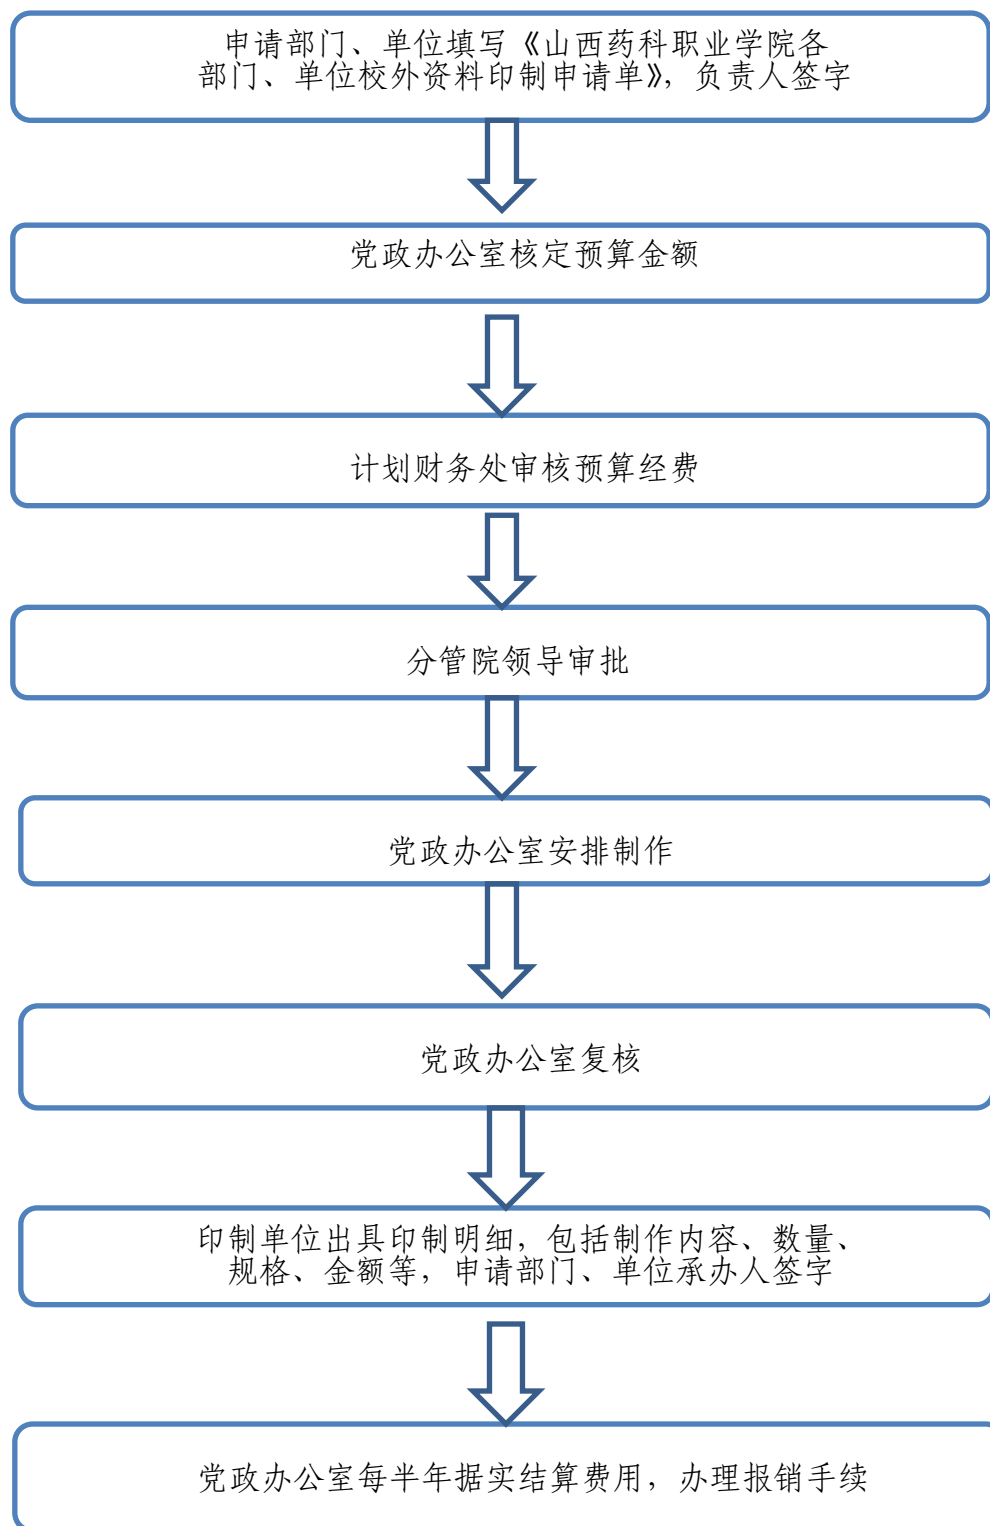 申请部门、单位填写《山西药科职业学院各
部门、单位校外资料印制申请单》，负责人签字
党政办公室核定预算金额
计划财务处审核预算经费
分管院领导审批
党政办公室安排制作
党政办公室复核
印制单位出具印制明细，包括制作内容、数量、
规格、金额等，申请部门、单位承办人签字
党政办公室每半年据实结算费用，办理报销手续